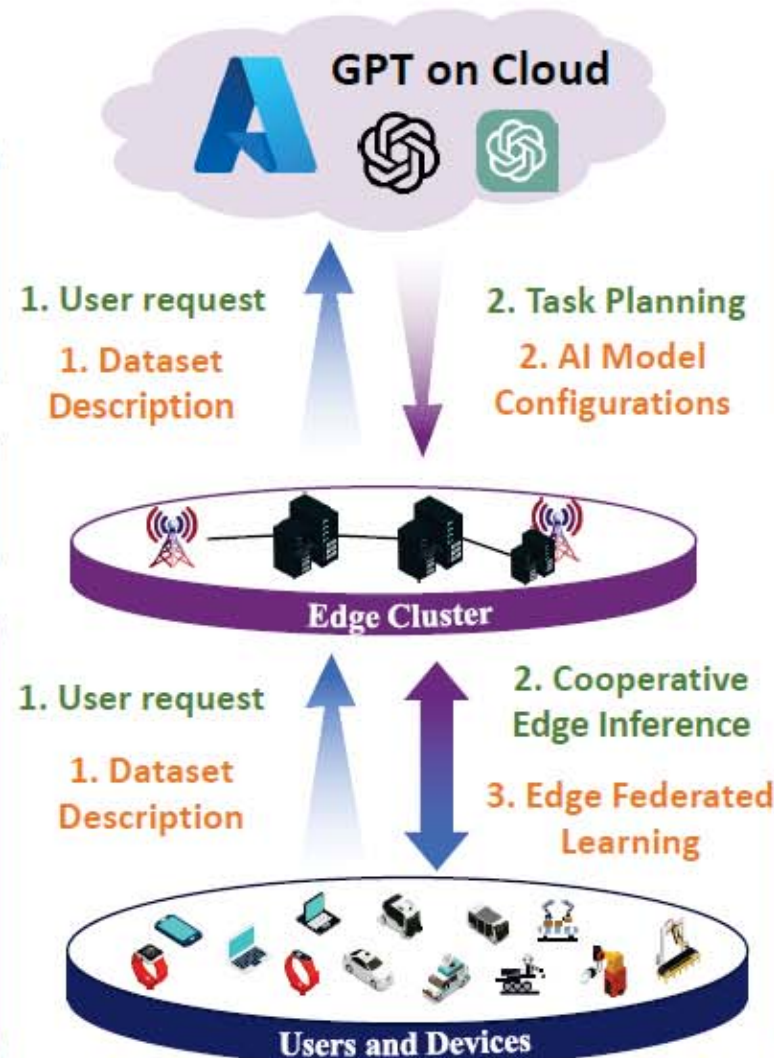 GPT on Cloud
1. User request
1. Dataset
Description
2. Task Planning
2. AI Model
Configurations
Edge Cluster
1. User request
1. Dataset
Description
2. Cooperative
Edge Inference
3. Edge Federated
Learning
Users and Devices